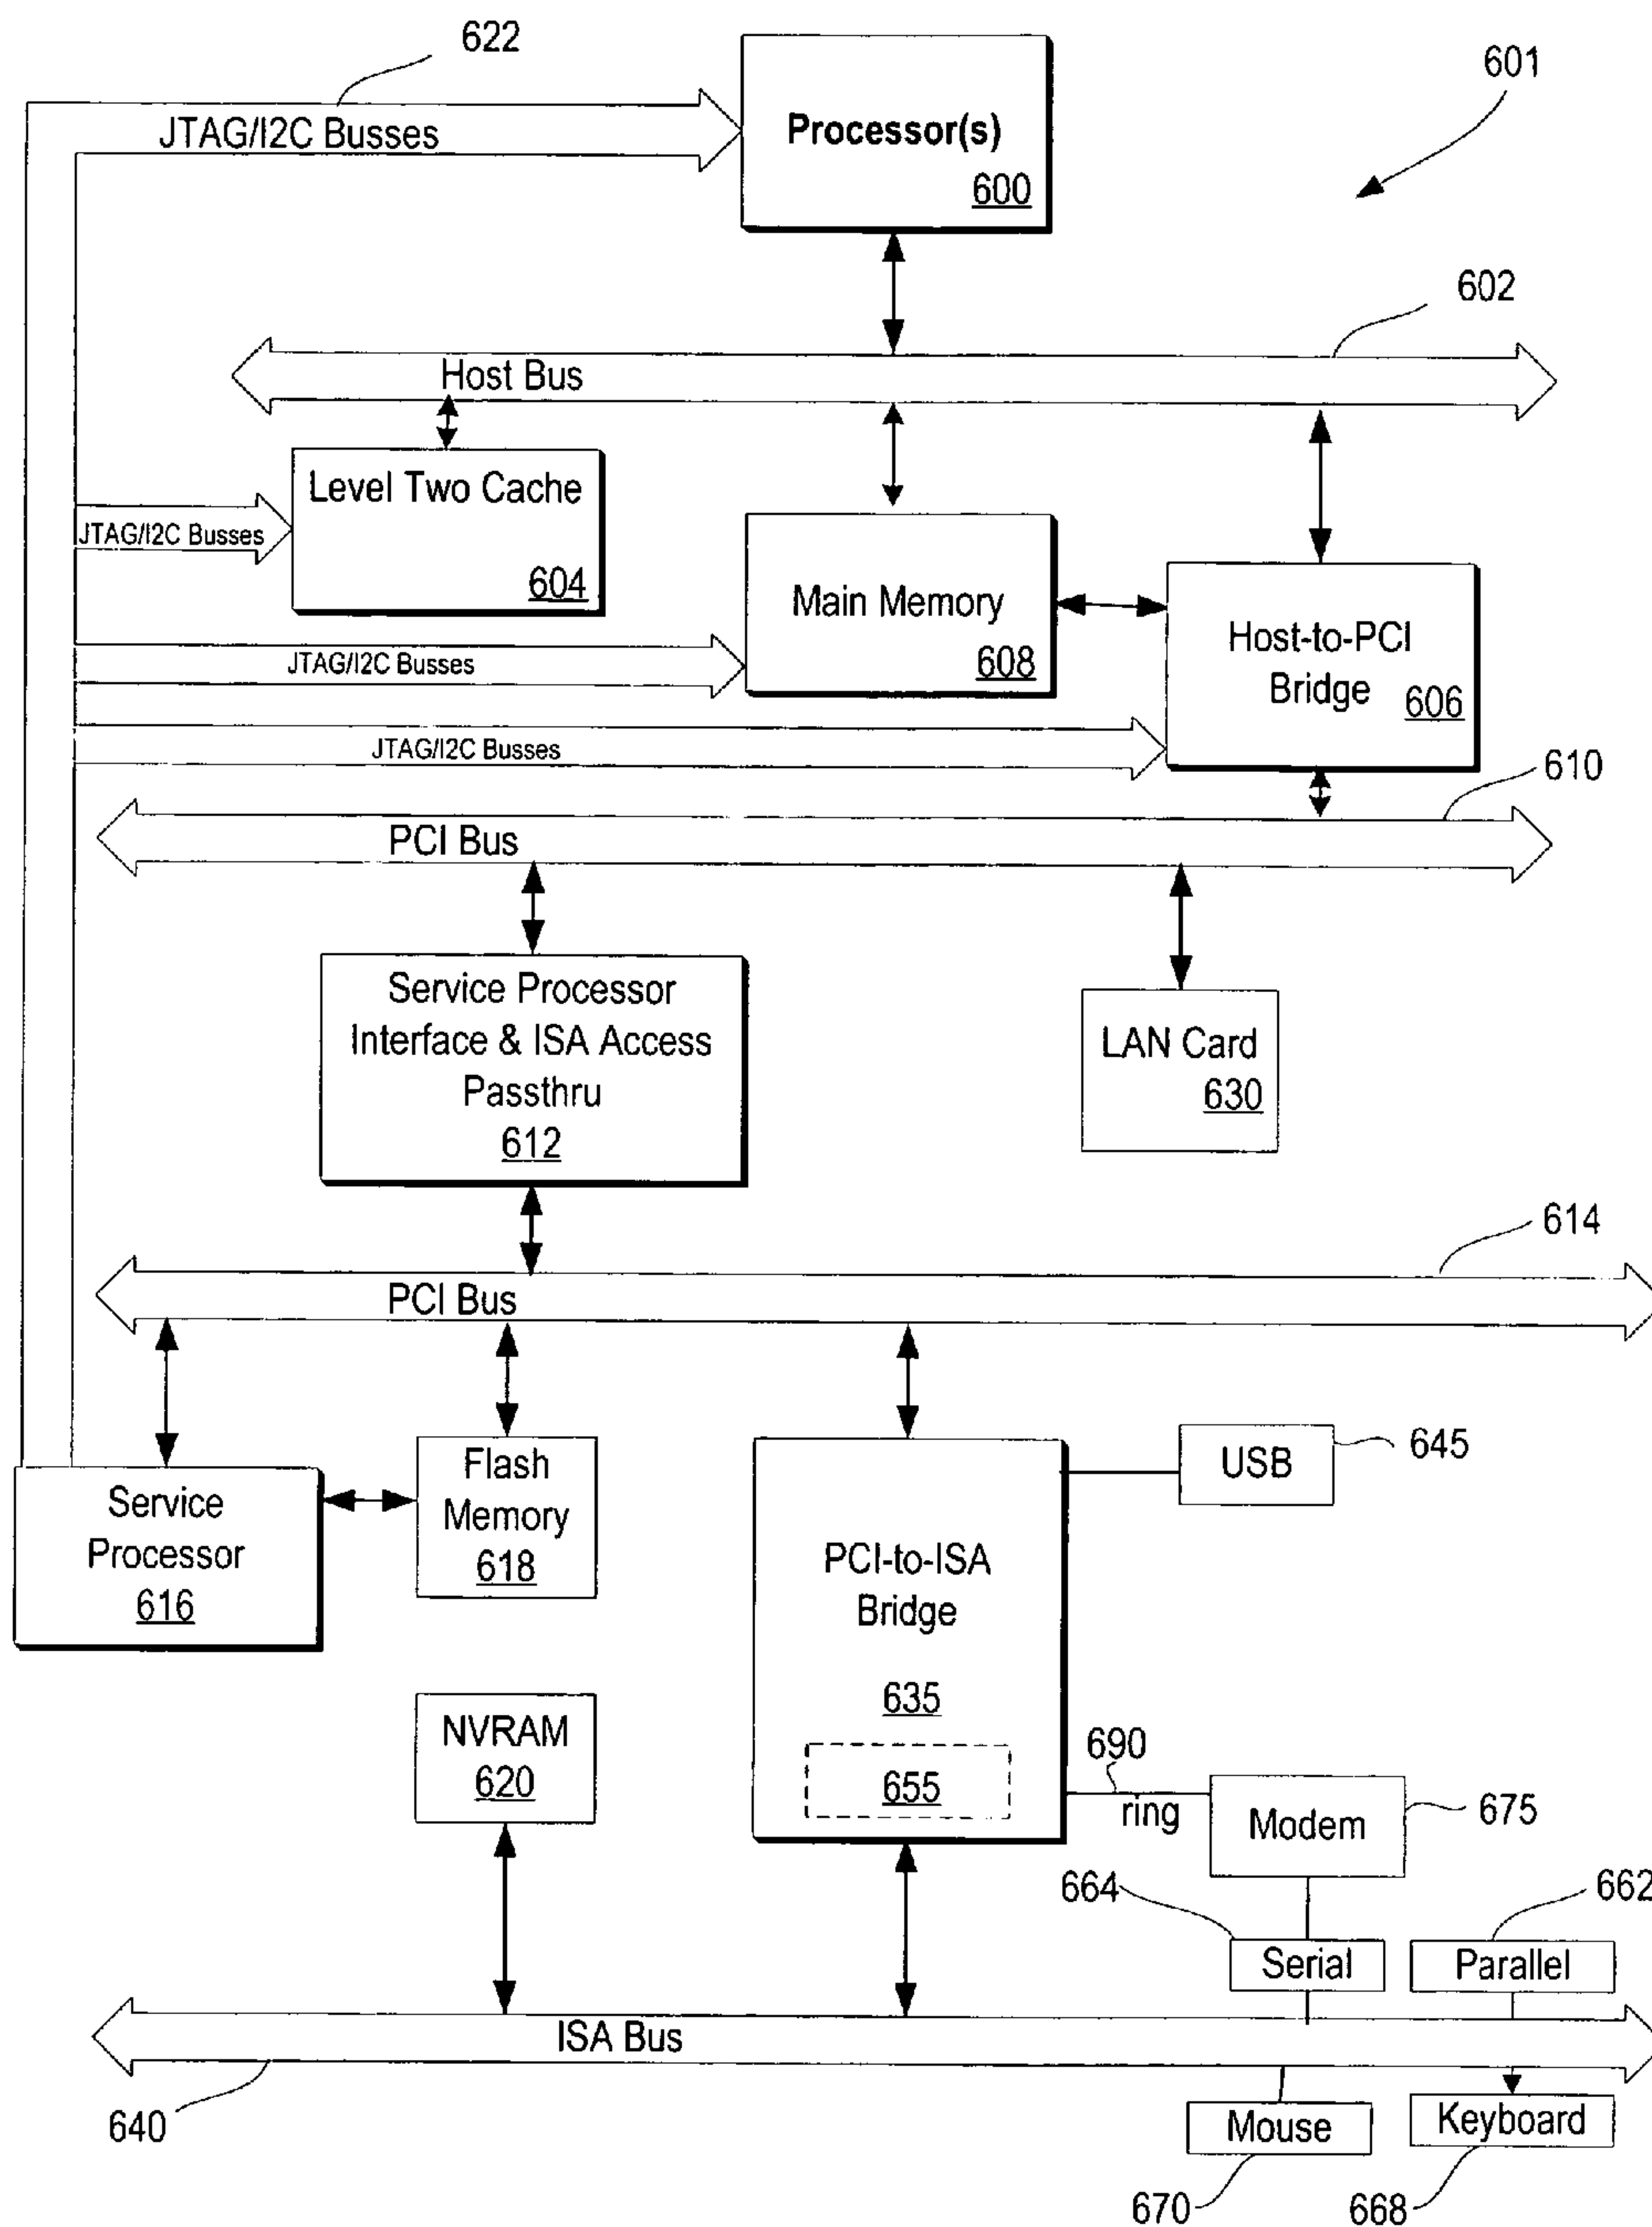 622
601
JTAG/I2C Busses
Processor(s)
600
602
Host Bus
Level Two Cache
604
JTAG/I2C Busses
Main Memory
608
Host-to-PCI
Bridge
606
JTAG/I2C Busses
JTAG/I2C Busses
610
PCI Bus
Service Processor
Interface & ISA Access
Passthru
612
LAN Card
630
614
PCI Bus
Service
Processor
616
Flash
Memory
618
PCI-to-ISA
Bridge
635
655
USB
645
NVRAM
620
690
ring
Modem
675
664
662
Serial
Parallel
ISA Bus
640
Mouse
Keyboard
670
668